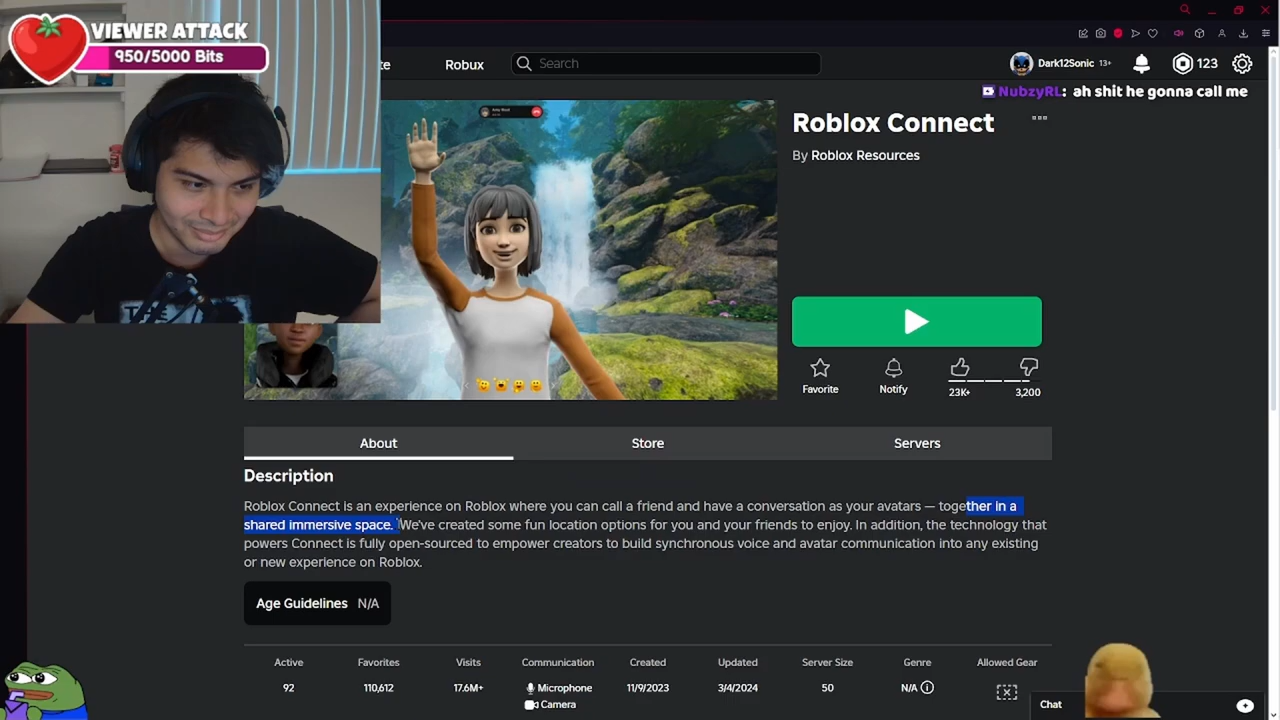 VIEWER ATTACK
950/5000 Bits
te
Robux
Search
Dark12Sonic 13+
123
NubzyRL: ah shit he gonna call me
Roblox Connect
By Roblox Resources
Favorite
Notify
23K+
3,200
About
Store
Servers
Description
Roblox Connect is an experience on Roblox where you can call a friend and have a conversation as your avatars — together in a
shared immersive space. We've created some fun location options for you and your friends to enjoy. In addition, the technology that
powers Connect is fully open-sourced to empower creators to build synchronous voice and avatar communication into any existing
or new experience on Roblox.
Age Guidelines N/A
Active
Favorites
Visits
Communication
Created
Updated
Server Size
Genre
Allowed Gear
92
110,612
17.6M+
Microphone
Camera
11/9/2023
3/4/2024
50
N/A
Chat
THE